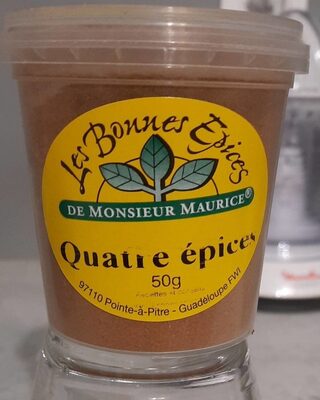 Les Bonnes Epices
DE MONSIEUR MAURICE®
Quatre épices
50g
97110 Pointe-à-Pitre - Guadeloupe FWI